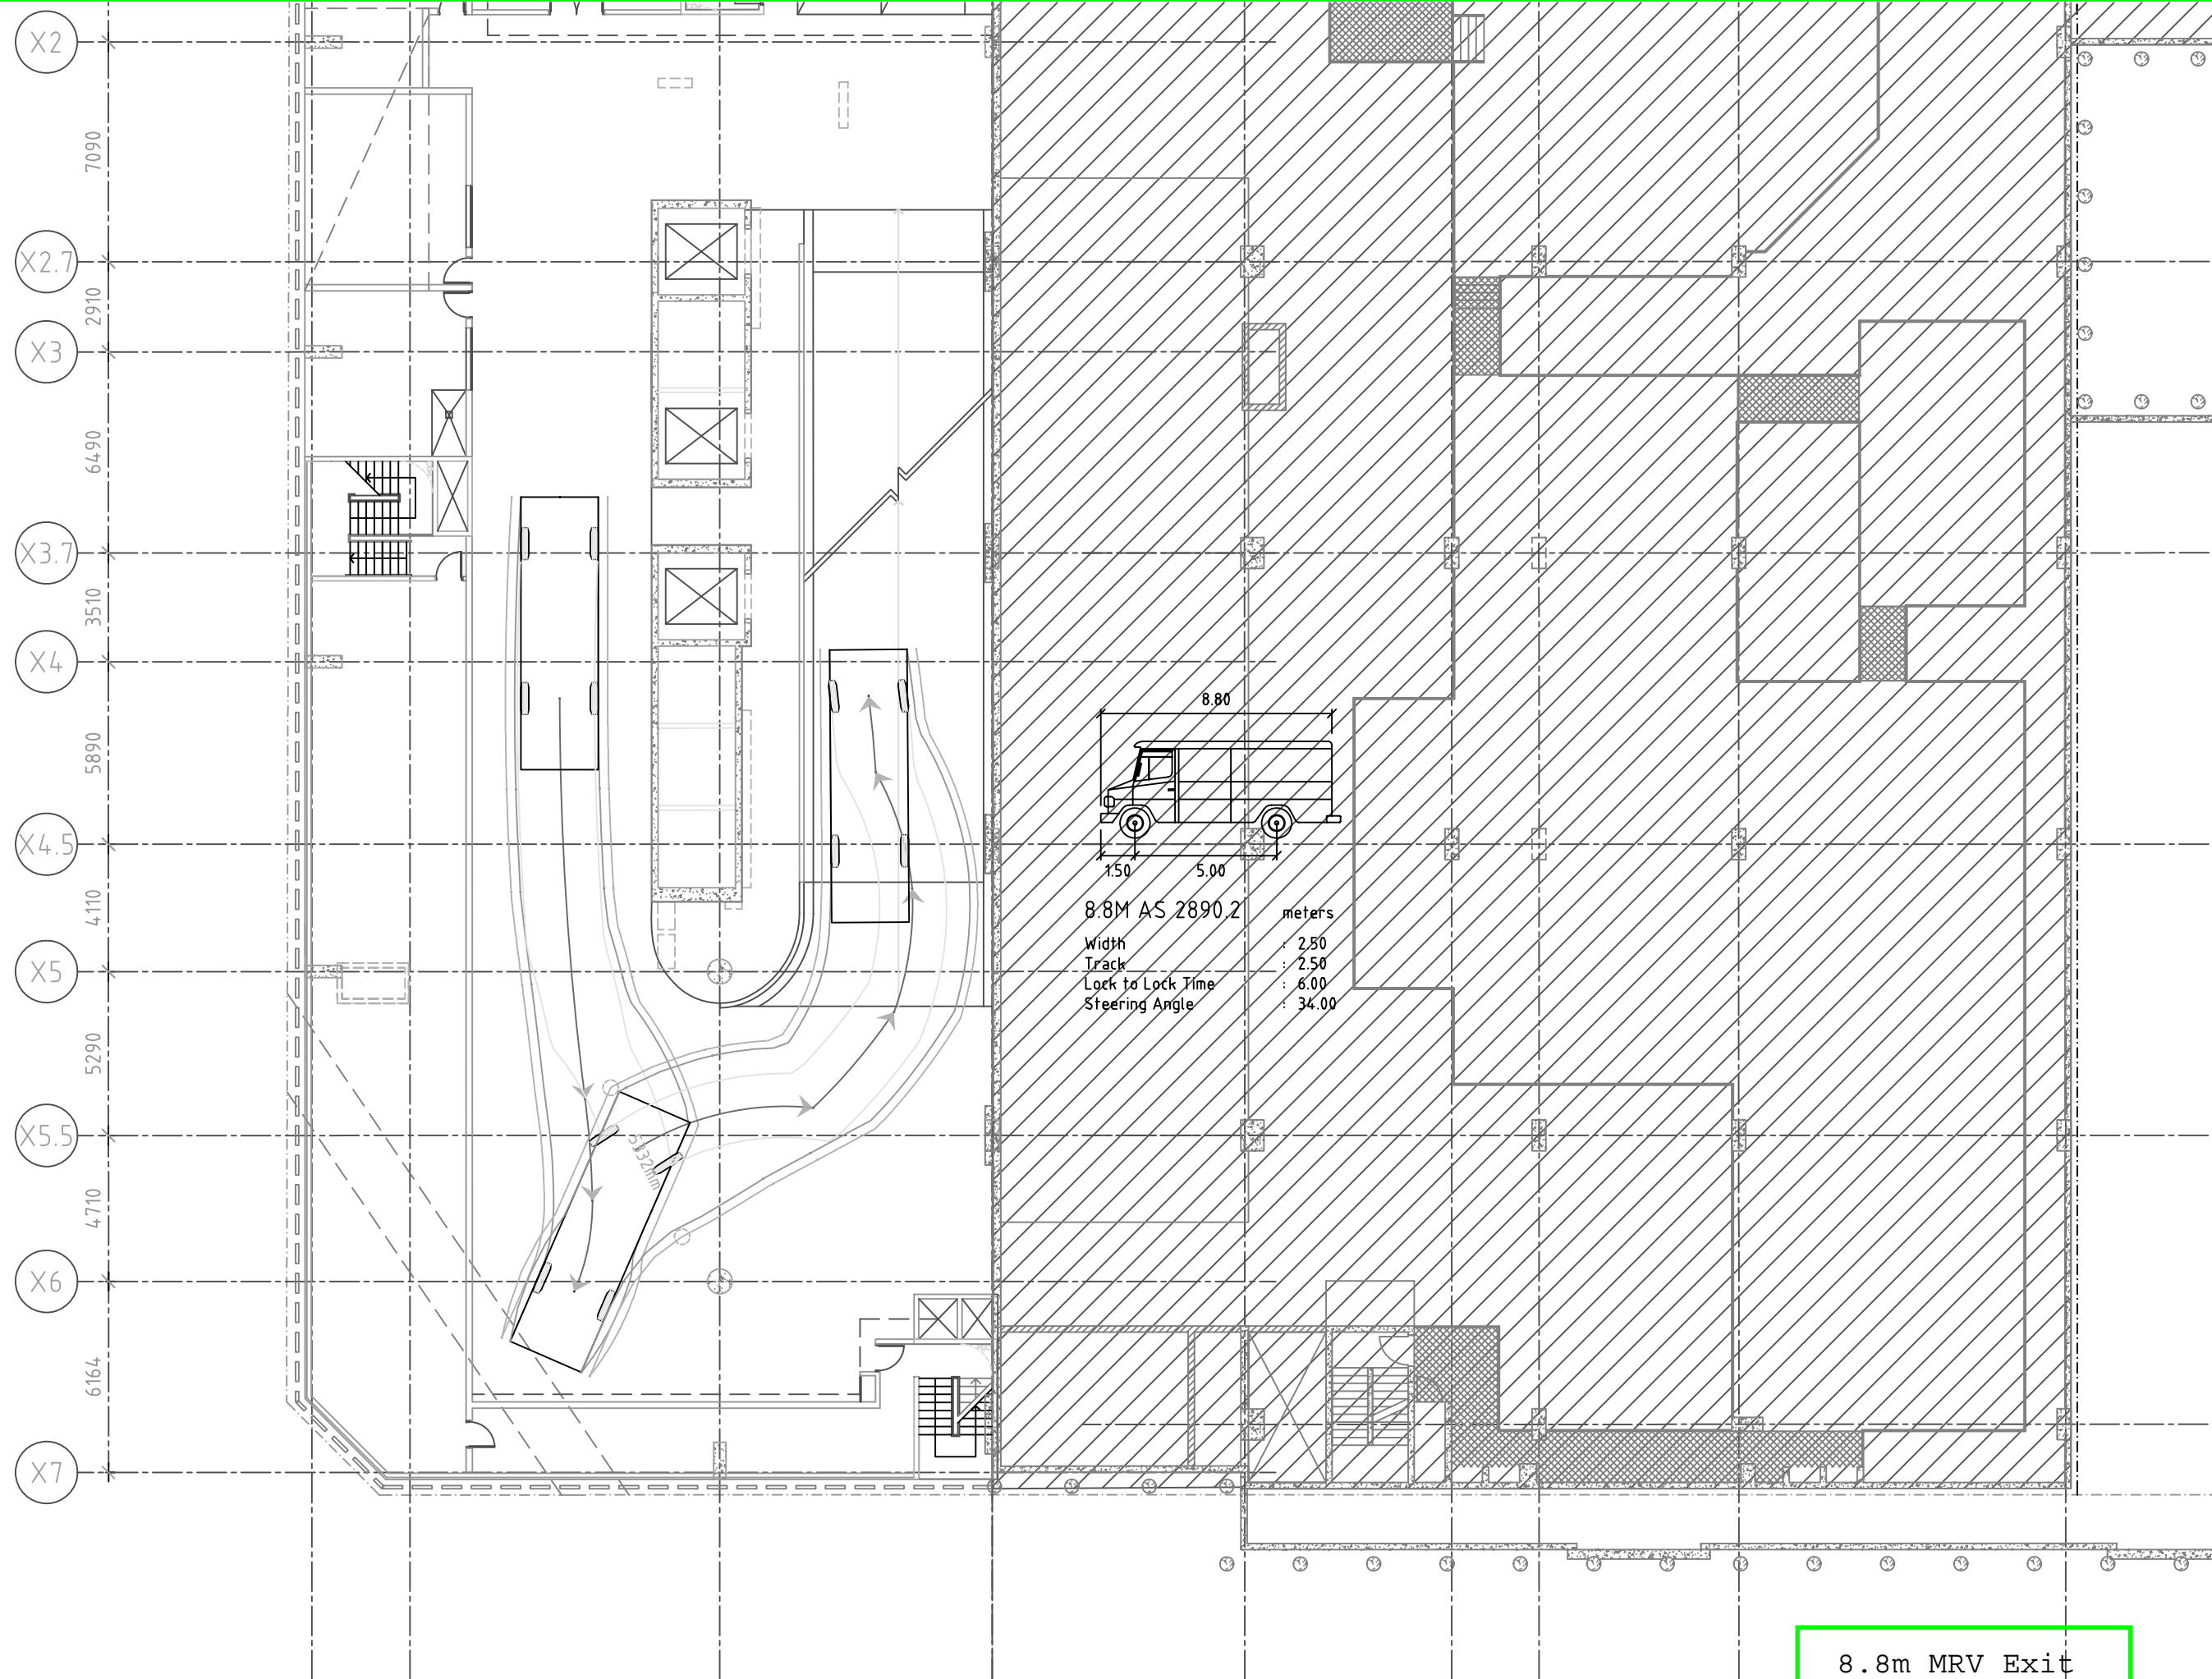 X2
7090
X2.7
2910
X3
6490
X3.7
3510
X4
5890
X4.5
4110
X5
5290
X5.5
4710
X6
6164
X7
8.80
1.50
5.00
8.8M AS 2890.2 meters
Width : 2.50
Track : 2.50
Lock to Lock Time : 6.00
Steering Angle : 34.00
8.8m MRV Exit